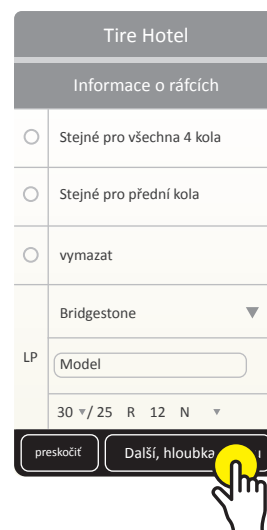 Tire Hotel
Informace o ráfcích
Stejné pro všechna 4 kola
Stejné pro přední kola
vymazat
Bridgestone
LP
Model
30 / 25 R 12 N
preskočiť
Další, hloubka